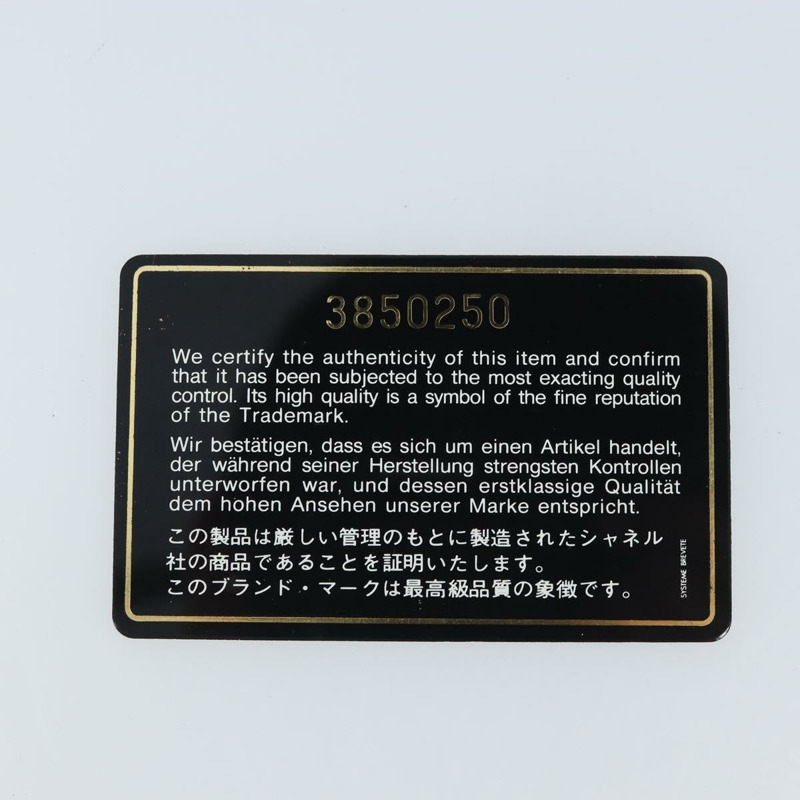 3850250
We certify the authenticity of this item and confirm
that it has been subjected to the most exacting quality
control. Its high quality is a symbol of the fine reputation
of the Trademark.
Wir bestätigen, dass es sich um einen Artikel handelt,
der während seiner Herstellung strengsten Kontrollen
unterworfen war, und dessen erstklassige Qualität
dem hohen Ansehen unserer Marke entspricht.
この製品は厳しい管理のもとに製造されたシャネル
社の商品であることを証明いたします。
このブランド・マークは最高級品質の象徴です。
SYSTEME BREVETE